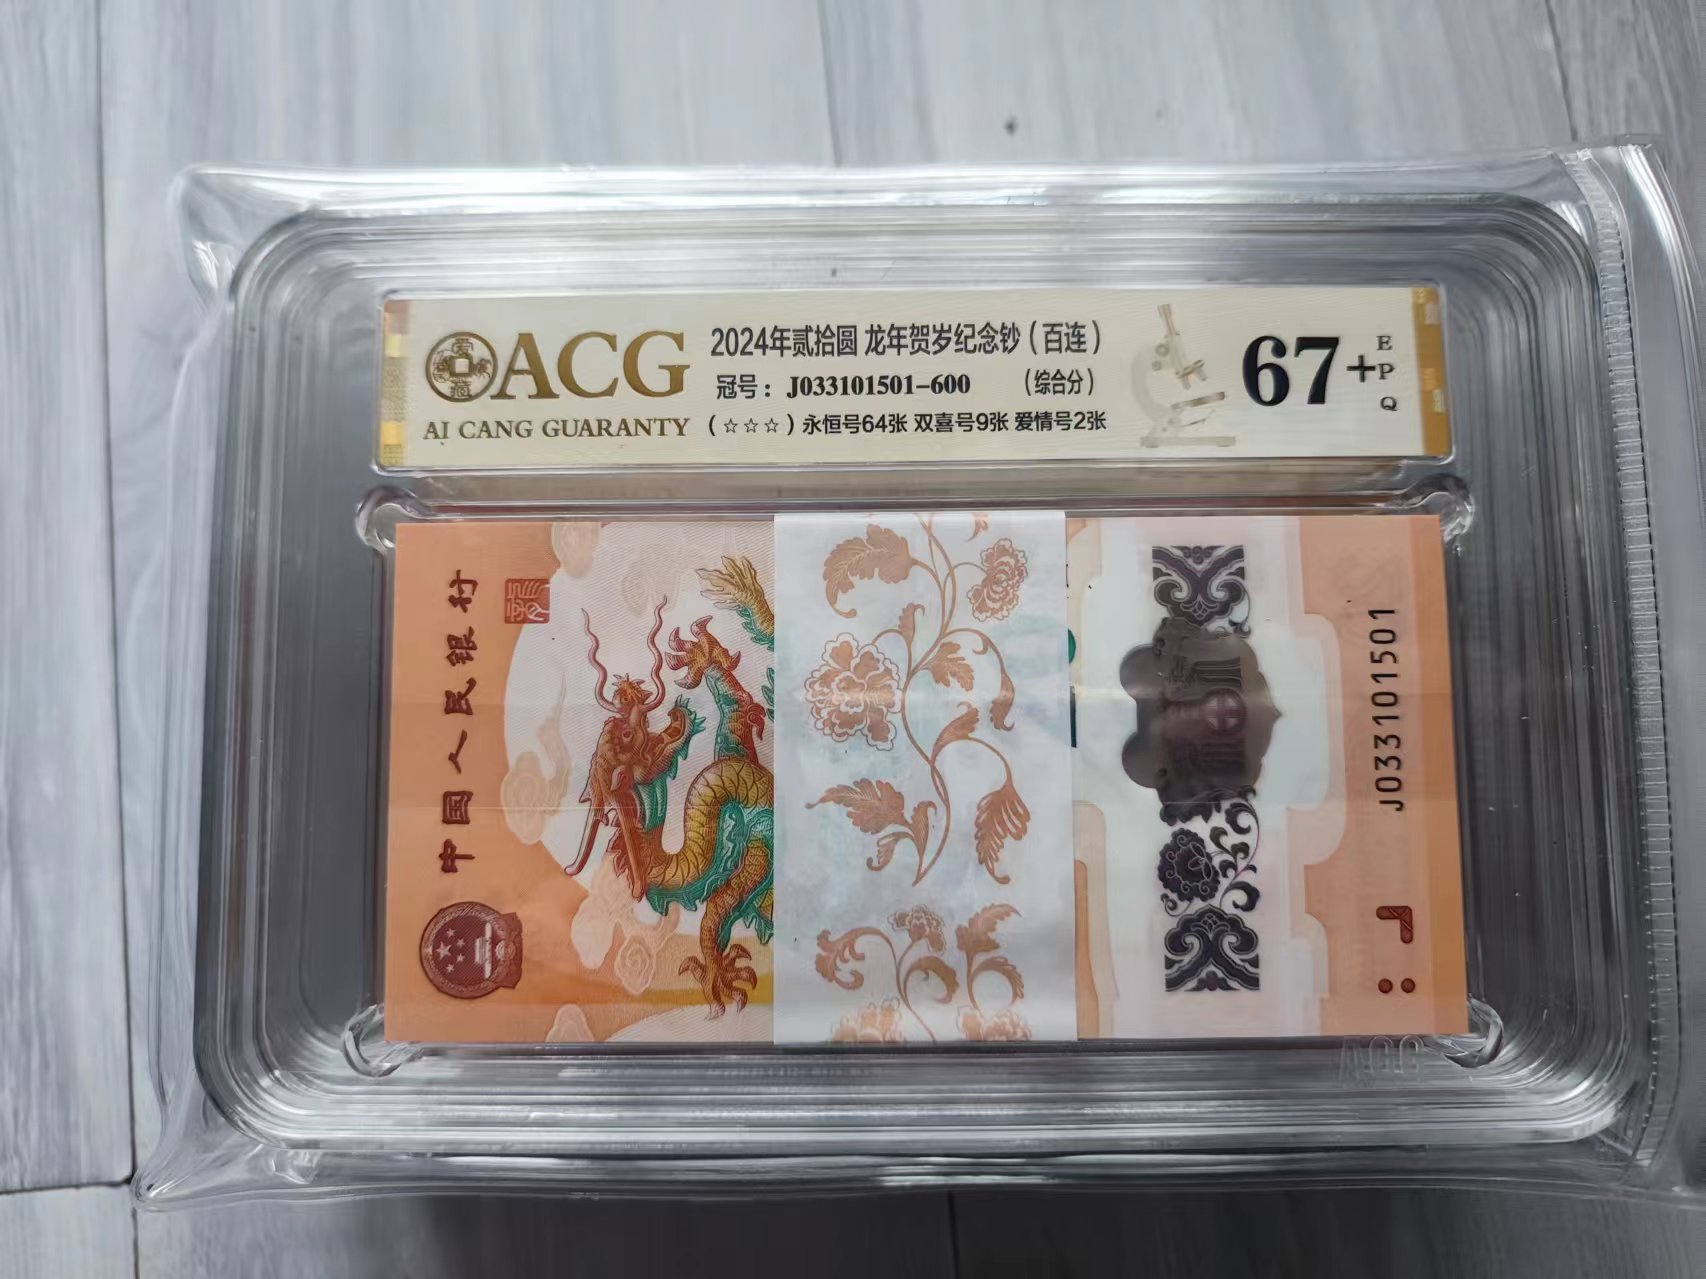 ACG
AI CANG GUARANTY
2024年贰拾圆 龙年贺岁纪念钞（百连）
冠号：J033101501-600 （综合分）
（☆☆☆）永恒号64张 双喜号9张 爱情号2张
67+
EPQ
中国人民银行
J033101501
ACG